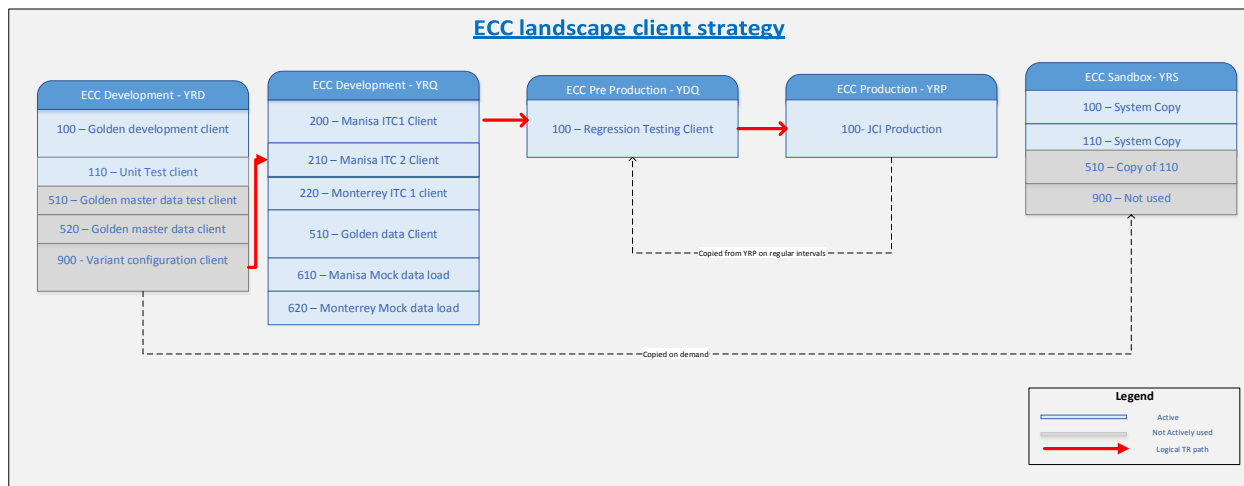 ECC landscape client strategy
ECC Development - YRD
100 – Golden development client
110 – Unit Test client
510 – Golden master data test client
520 – Golden master data client
900 - Variant configuration client
ECC Development - YRQ
200 – Manisa ITC1 Client
210 – Manisa ITC 2 Client
220 – Monterrey ITC 1 client
510 – Golden data Client
610 – Manisa Mock data load
620 – Monterrey Mock data load
ECC Pre Production - YDQ
100 – Regression Testing Client
ECC Production - YRP
100- JCI Production
ECC Sandbox- YRS
100 – System Copy
110 – System Copy
510 – Copy of 110
900 – Not used
Copied from YRP on regular intervals
Copied on demand
Legend
Active
Not Actively used
Logical TR path